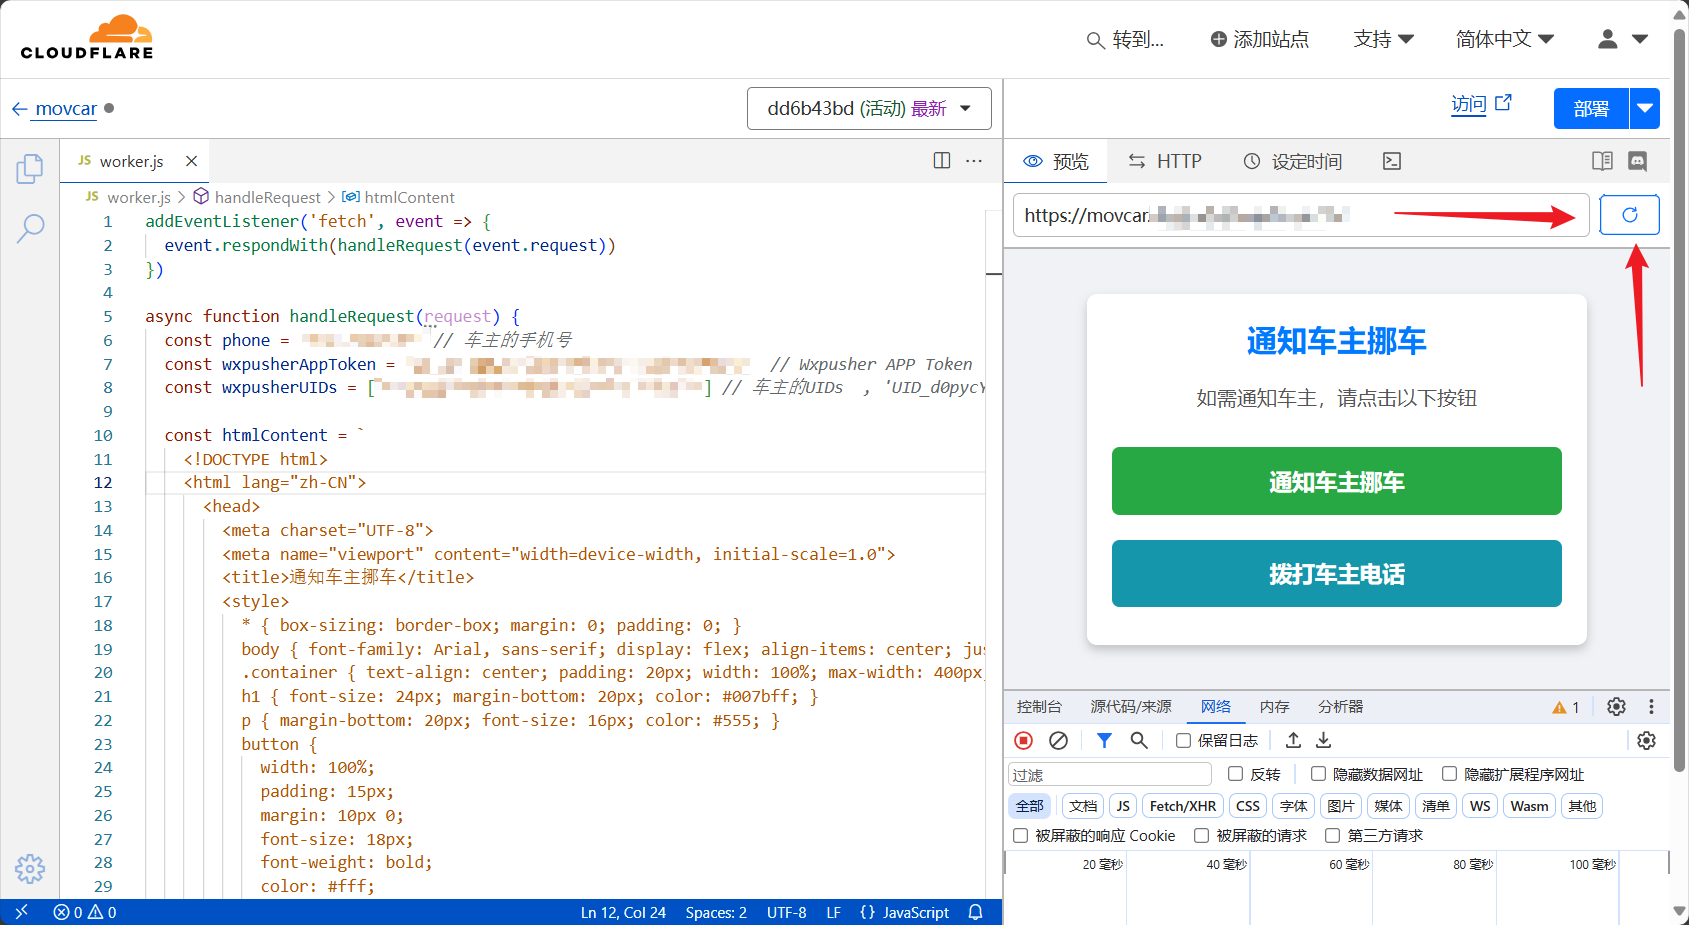 CLOUDFLARE
转到...
添加站点
支持
简体中文
movcar
dd6b43bd (活动) 最新
访问
部署
JS worker.js
预览
HTTP
设定时间
JS worker.js > handleRequest > htmlContent
https://movcar.
1 addEventListener('fetch', event => {
2 event.respondWith(handleRequest(event.request))
3 })
4
5 async function handleRequest(request) {
6 const phone = // 车主的手机号
7 const wxpusherAppToken = // Wxpusher APP Token
8 const wxpusherUIDs = [ ] // 车主的UIDs , 'UID_d0pycY
9
10 const htmlContent = `
11 <!DOCTYPE html>
12 <html lang="zh-CN">
13 <head>
14 <meta charset="UTF-8">
15 <meta name="viewport" content="width=device-width, initial-scale=1.0">
16 <title>通知车主挪车</title>
17 <style>
18 * { box-sizing: border-box; margin: 0; padding: 0; }
19 body { font-family: Arial, sans-serif; display: flex; align-items: center; jus
20 .container { text-align: center; padding: 20px; width: 100%; max-width: 400px;
21 h1 { font-size: 24px; margin-bottom: 20px; color: #007bff; }
22 p { margin-bottom: 20px; font-size: 16px; color: #555; }
23 button {
24 width: 100%;
25 padding: 15px;
26 margin: 10px 0;
27 font-size: 18px;
28 font-weight: bold;
29 color: #fff;
0 0
Ln 12, Col 24
Spaces: 2
UTF-8
LF
{} JavaScript
通知车主挪车
如需通知车主，请点击以下按钮
通知车主挪车
拨打车主电话
控制台
源代码/来源
网络
内存
分析器
1
保留日志
过滤
反转
隐藏数据网址
隐藏扩展程序网址
全部
文档
JS
Fetch/XHR
CSS
字体
图片
媒体
清单
WS
Wasm
其他
被屏蔽的响应 Cookie
被屏蔽的请求
第三方请求
20 毫秒
40 毫秒
60 毫秒
80 毫秒
100 毫秒